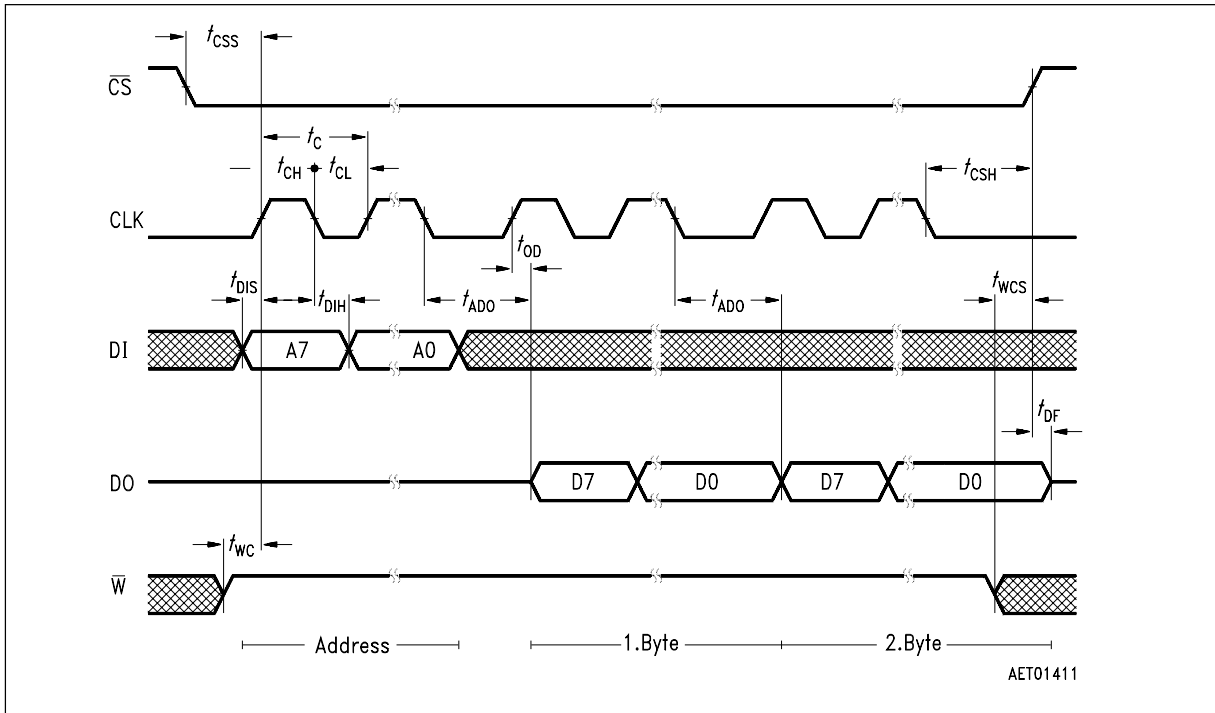 tCSS
CS
tC
tCH tCL
tCSH
CLK
tOD
tDIS
tDIH
tADO
tADO
tWCS
DI
A7
A0
tDF
DO
D7
D0
D7
D0
tWC
W
Address
1.Byte
2.Byte
AET01411